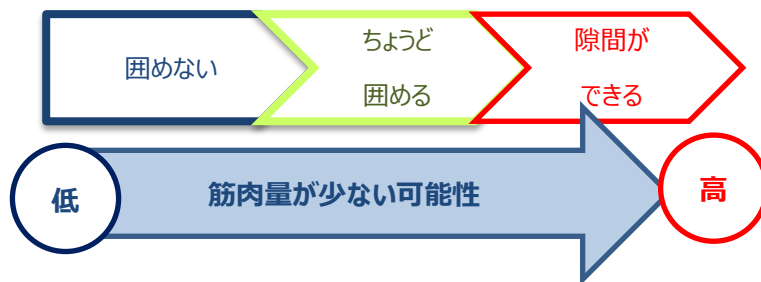 囲めない
ちょうど
囲める
隙間が
できる
低
筋肉量が少ない可能性
高